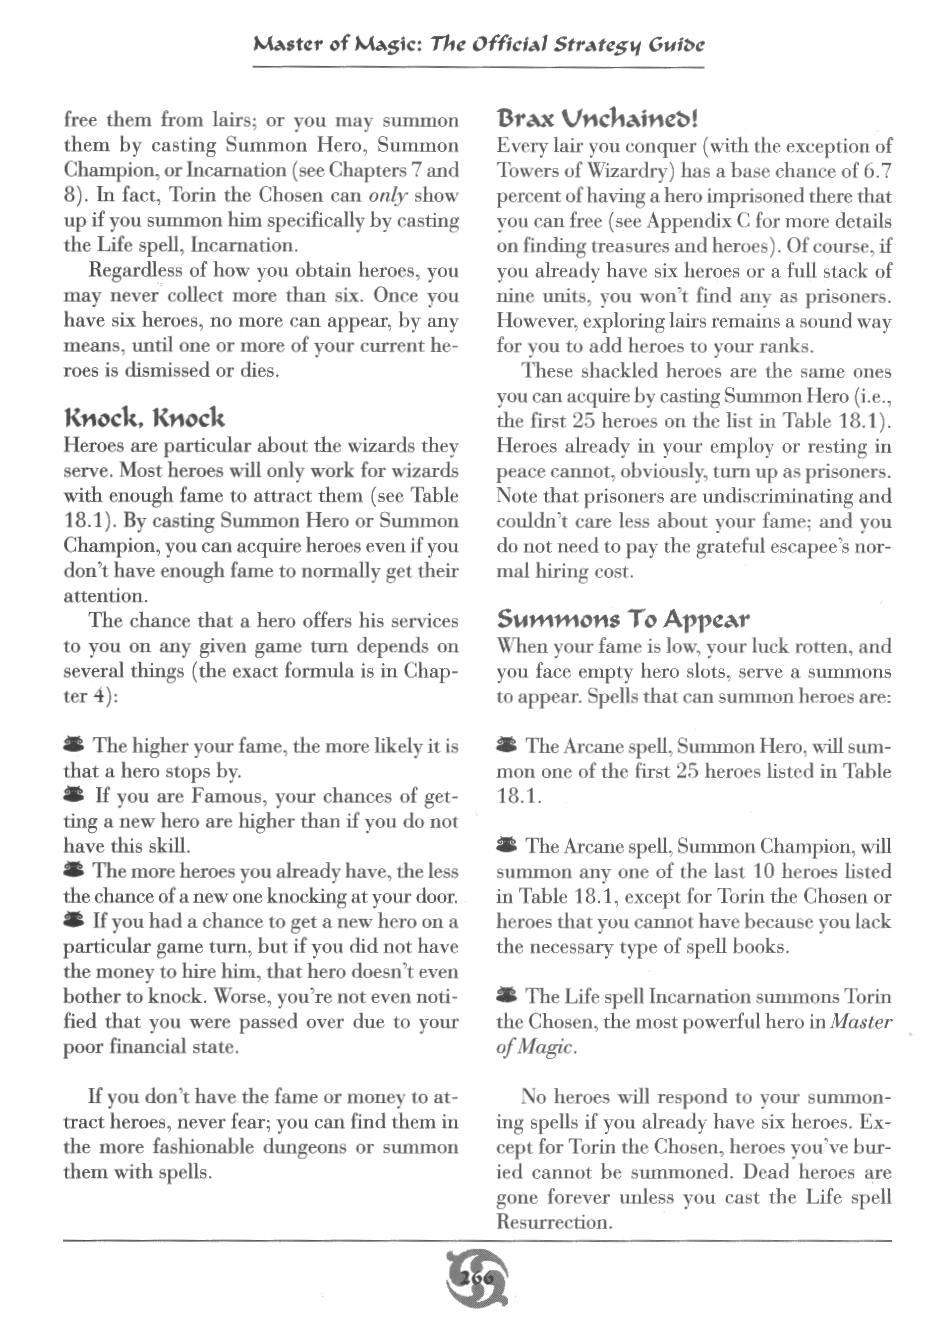 Master of Magic: The Official Strategy Guide
free them from lairs; or you may summon
them by casting Summon Hero, Summon
Champion, or Incarnation (see Chapters 7 and
8). In fact, Torin the Chosen can only show
up if you summon him specifically by casting
the Life spell, Incarnation.
Regardless of how you obtain heroes, you
may never collect more than six. Once you
have six heroes, no more can appear, by any
means, until one or more of your current he-
roes is dismissed or dies.
Knock, Knock
Heroes are particular about the wizards they
serve. Most heroes will only work for wizards
with enough fame to attract them (see Table
18.1). By casting Summon Hero or Summon
Champion, you can acquire heroes even if you
don't have enough fame to normally get their
attention.
The chance that a hero offers his services
to you on any given game turn depends on
several things (the exact formula is in Chap-
ter 4):
The higher your fame, the more likely it is
that a hero stops by.
If you are Famous, your chances of get-
ting a new hero are higher than if you do not
have this skill.
The more heroes you already have, the less
the chance of a new one knocking at your door.
If you had a chance to get a new hero on a
particular game turn, but if you did not have
the money to hire him, that hero doesn't even
bother to knock. Worse, you're not even noti-
fied that you were passed over due to your
poor financial state.
If you don't have the fame or money to at-
tract heroes, never fear; you can find them in
the more fashionable dungeons or summon
them with spells.
Brax Unchained!
Every lair you conquer (with the exception of
Towers of Wizardry) has a base chance of 6.7
percent of having a hero imprisoned there that
you can free (see Appendix C for more details
on finding treasures and heroes). Of course, if
you already have six heroes or a full stack of
nine units, you won't find any as prisoners.
However, exploring lairs remains a sound way
for you to add heroes to your ranks.
These shackled heroes are the same ones
you can acquire by casting Summon Hero (i.e.,
the first 25 heroes on the list in Table 18.1).
Heroes already in your employ or resting in
peace cannot, obviously, turn up as prisoners.
Note that prisoners are undiscriminating and
couldn't care less about your fame; and you
do not need to pay the grateful escapee's nor-
mal hiring cost.
Summons To Appear
When your fame is low, your luck rotten, and
you face empty hero slots, serve a summons
to appear. Spells that can summon heroes are:
The Arcane spell, Summon Hero, will sum-
mon one of the first 25 heroes listed in Table
18.1.
The Arcane spell, Summon Champion, will
summon any one of the last 10 heroes listed
in Table 18.1, except for Torin the Chosen or
heroes that you cannot have because you lack
the necessary type of spell books.
The Life spell Incarnation summons Torin
the Chosen, the most powerful hero in Master
of Magic.
No heroes will respond to your summon-
ing spells if you already have six heroes. Ex-
cept for Torin the Chosen, heroes you've bur-
ied cannot be summoned. Dead heroes are
gone forever unless you cast the Life spell
Resurrection.
266